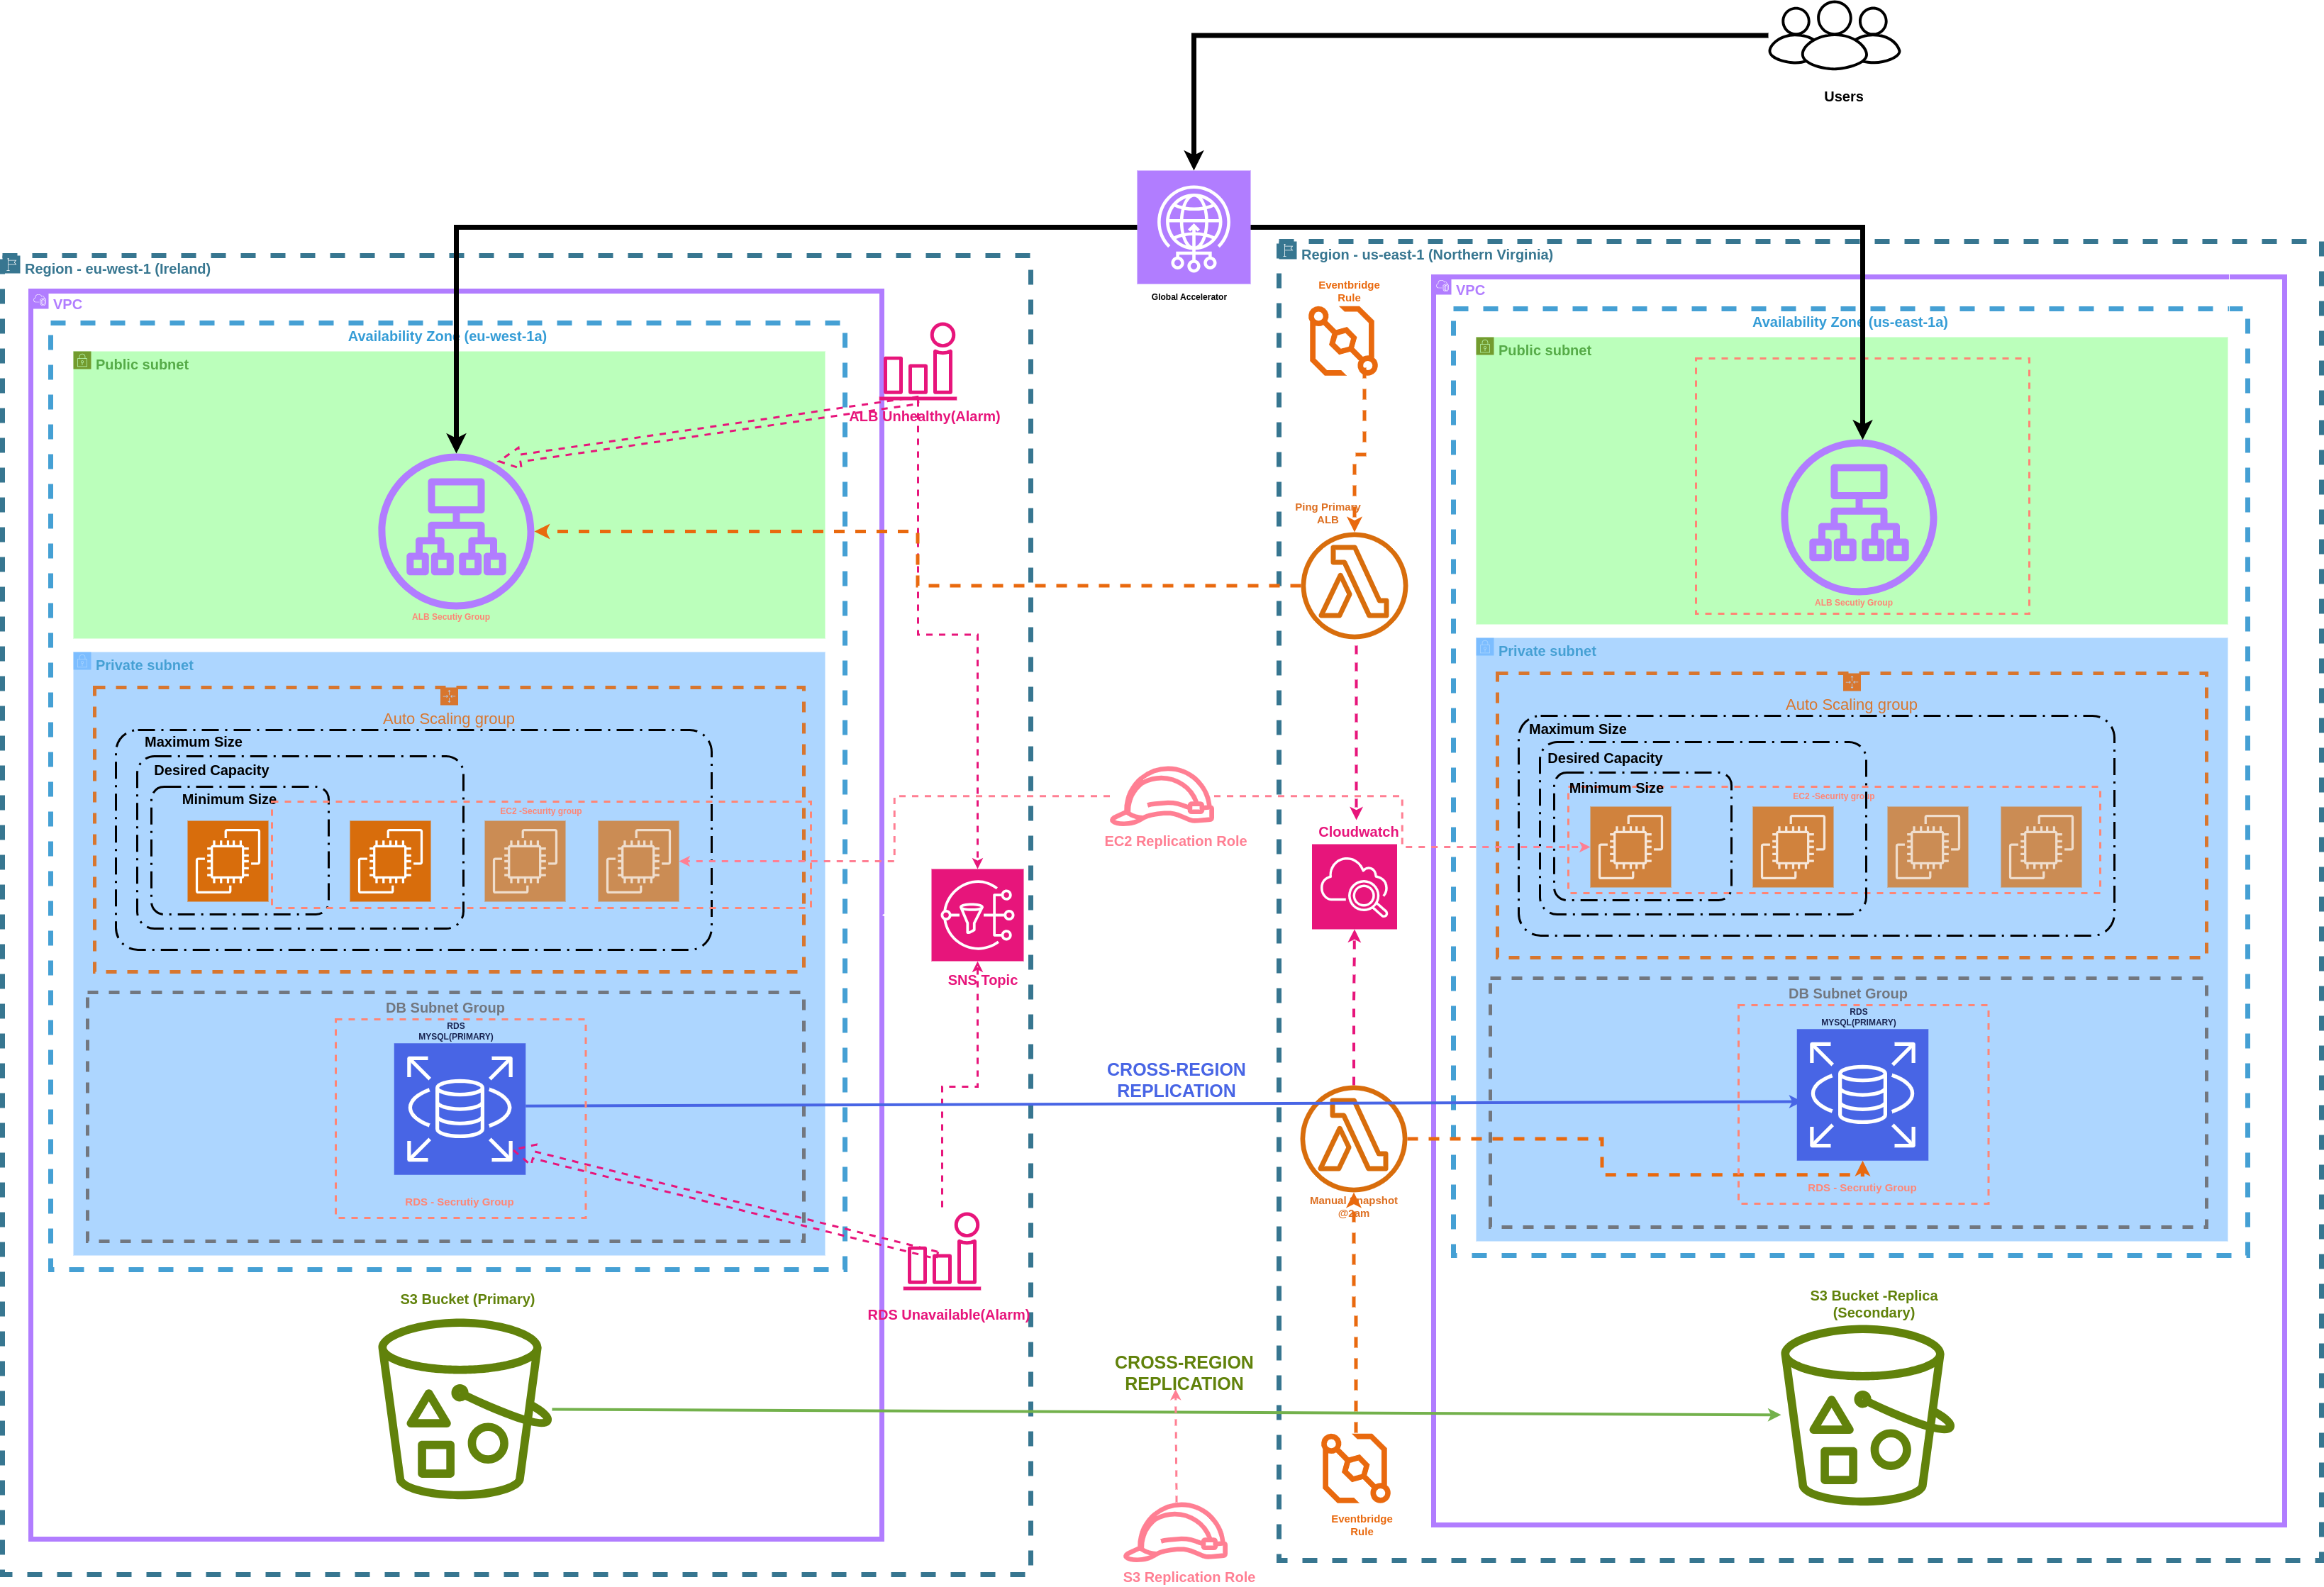 Users
Global Accelerator
Region - eu-west-1 (Ireland)
VPC
Availability Zone (eu-west-1a)
Public subnet
ALB Secutiy Group
Private subnet
Auto Scaling group
Maximum Size
Desired Capacity
Minimum Size
EC2 -Security group
DB Subnet Group
RDS
MYSQL(PRIMARY)
RDS - Secrutiy Group
S3 Bucket (Primary)
ALB Unhealthy(Alarm)
SNS Topic
RDS Unavailable(Alarm)
EC2 Replication Role
CROSS-REGION
REPLICATION
CROSS-REGION
REPLICATION
S3 Replication Role
Region - us-east-1 (Northern Virginia)
Eventbridge
Rule
Ping Primary
ALB
Cloudwatch
Manual Snapshot
@2am
Eventbridge
Rule
VPC
Availability Zone (us-east-1a)
Public subnet
ALB Secutiy Group
Private subnet
Auto Scaling group
Maximum Size
Desired Capacity
Minimum Size
EC2 -Security group
DB Subnet Group
RDS
MYSQL(PRIMARY)
RDS - Secrutiy Group
S3 Bucket -Replica
(Secondary)